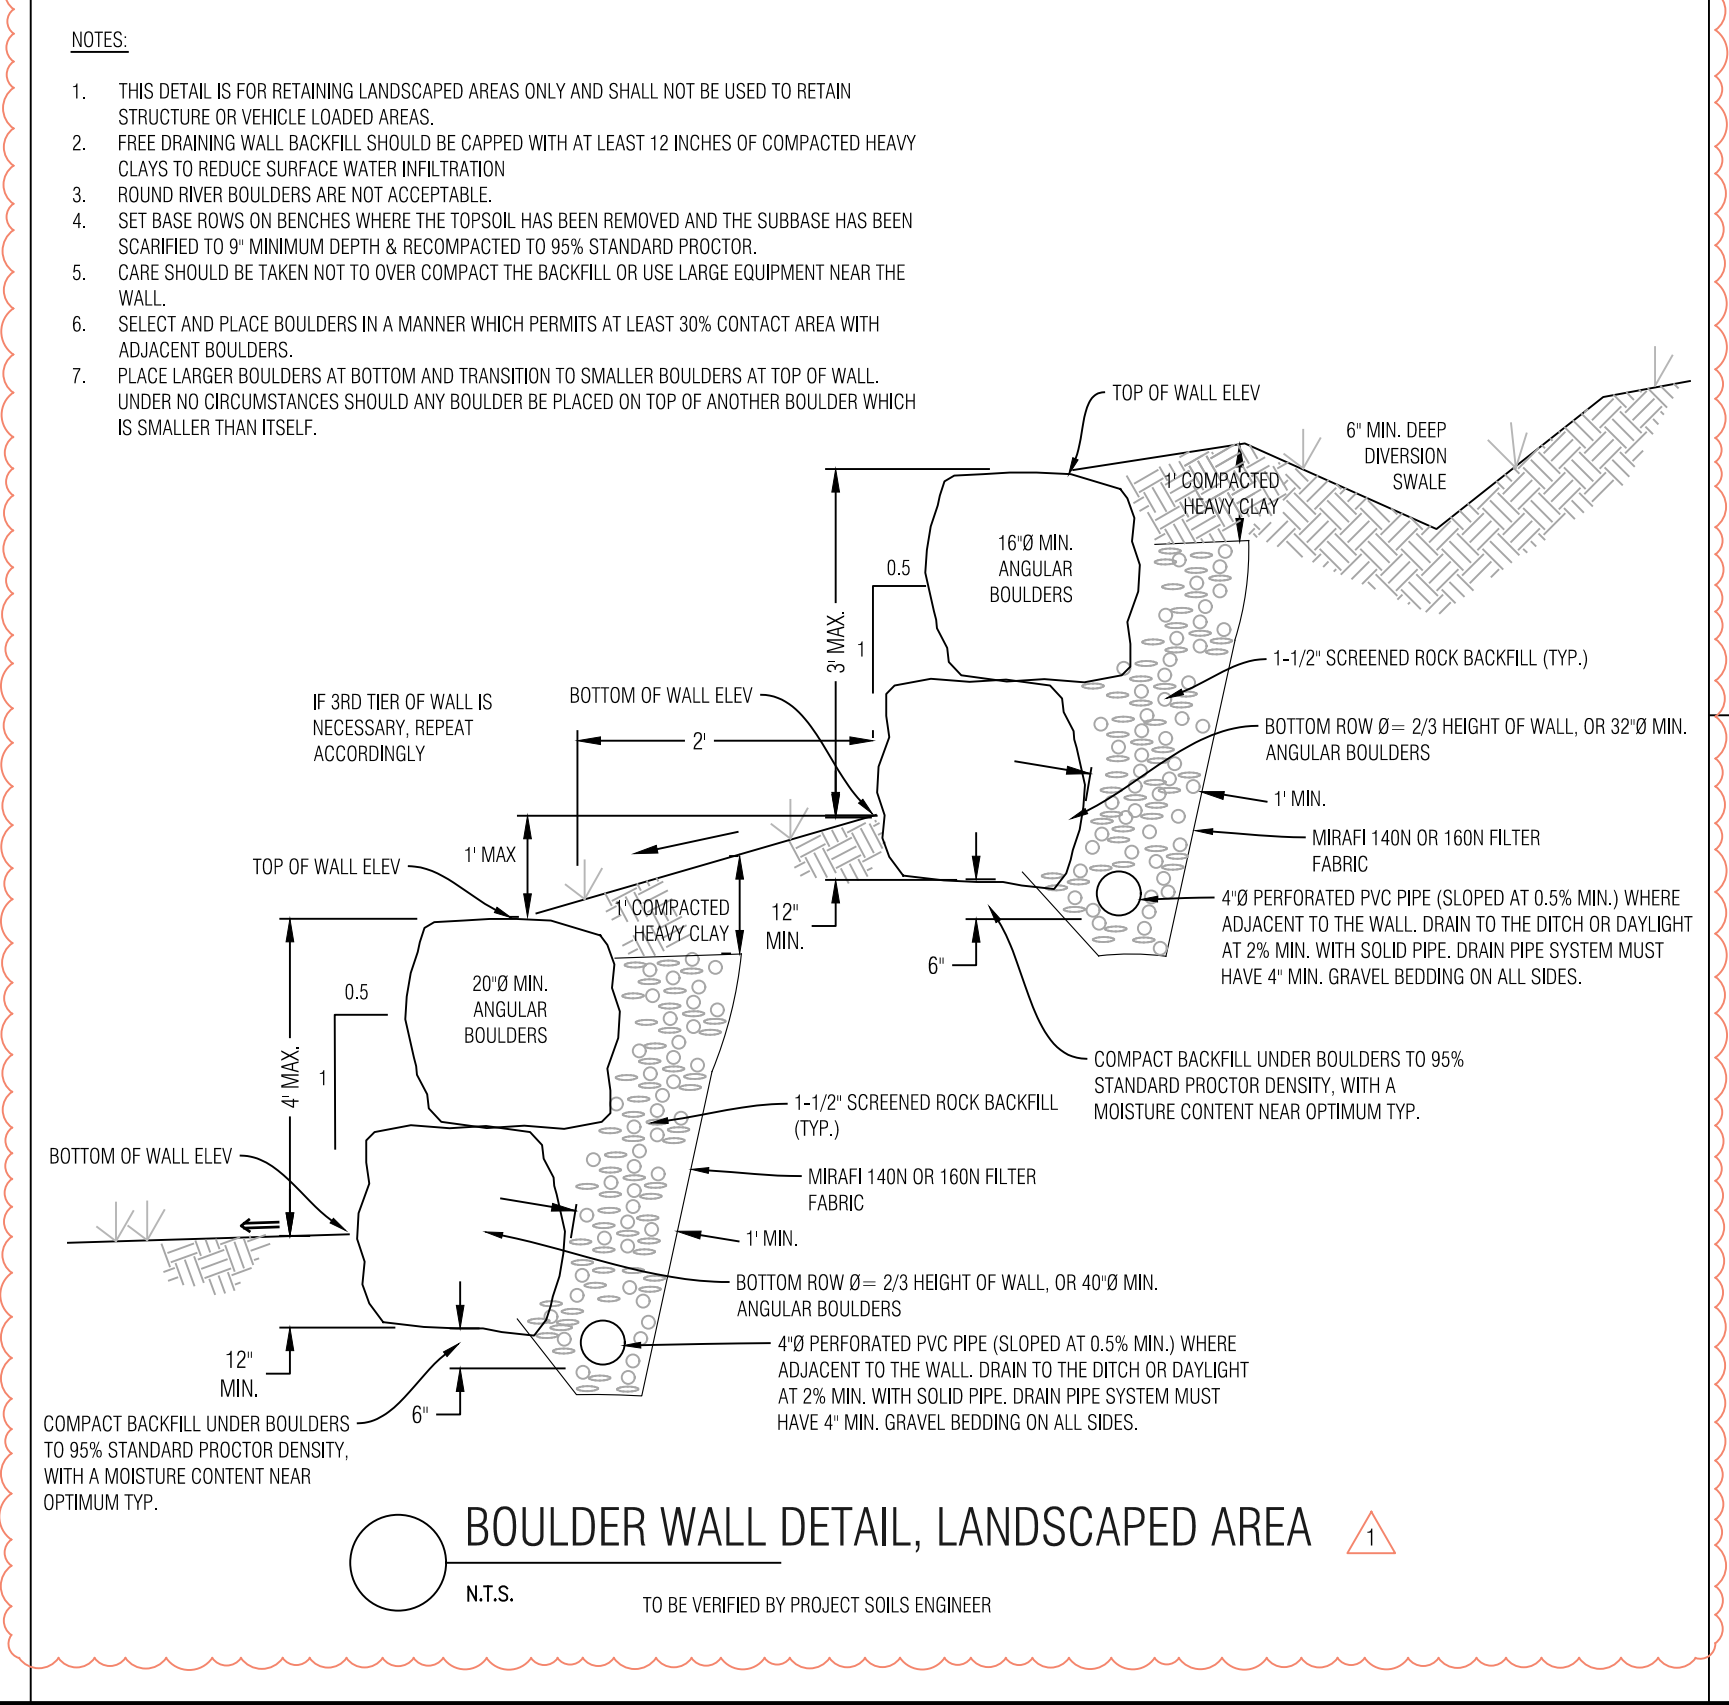 NOTES:
1. THIS DETAIL IS FOR RETAINING LANDSCAPED AREAS ONLY AND SHALL NOT BE USED TO RETAIN
STRUCTURE OR VEHICLE LOADED AREAS.
2. FREE DRAINING WALL BACKFILL SHOULD BE CAPPED WITH AT LEAST 12 INCHES OF COMPACTED HEAVY
CLAYS TO REDUCE SURFACE WATER INFILTRATION
3. ROUND RIVER BOULDERS ARE NOT ACCEPTABLE.
4. SET BASE ROWS ON BENCHES WHERE THE TOPSOIL HAS BEEN REMOVED AND THE SUBBASE HAS BEEN
SCARIFIED TO 9" MINIMUM DEPTH & RECOMPACTED TO 95% STANDARD PROCTOR.
5. CARE SHOULD BE TAKEN NOT TO OVER COMPACT THE BACKFILL OR USE LARGE EQUIPMENT NEAR THE
WALL.
6. SELECT AND PLACE BOULDERS IN A MANNER WHICH PERMITS AT LEAST 30% CONTACT AREA WITH
ADJACENT BOULDERS.
7. PLACE LARGER BOULDERS AT BOTTOM AND TRANSITION TO SMALLER BOULDERS AT TOP OF WALL.
UNDER NO CIRCUMSTANCES SHOULD ANY BOULDER BE PLACED ON TOP OF ANOTHER BOULDER WHICH
IS SMALLER THAN ITSELF.
TOP OF WALL ELEV
6" MIN. DEEP
DIVERSION
SWALE
1' COMPACTED
HEAVY CLAY
16"Ø MIN.
ANGULAR
BOULDERS
0.5
1
3' MAX.
1-1/2" SCREENED ROCK BACKFILL (TYP.)
IF 3RD TIER OF WALL IS
NECESSARY, REPEAT
ACCORDINGLY
BOTTOM OF WALL ELEV
2'
BOTTOM ROW Ø= 2/3 HEIGHT OF WALL, OR 32"Ø MIN.
ANGULAR BOULDERS
1' MIN.
MIRAFI 140N OR 160N FILTER
FABRIC
1' MAX
TOP OF WALL ELEV
1' COMPACTED
HEAVY CLAY
12"
MIN.
6"
4"Ø PERFORATED PVC PIPE (SLOPED AT 0.5% MIN.) WHERE
ADJACENT TO THE WALL. DRAIN TO THE DITCH OR DAYLIGHT
AT 2% MIN. WITH SOLID PIPE. DRAIN PIPE SYSTEM MUST
HAVE 4" MIN. GRAVEL BEDDING ON ALL SIDES.
20"Ø MIN.
ANGULAR
BOULDERS
0.5
1
4' MAX.
COMPACT BACKFILL UNDER BOULDERS TO 95%
STANDARD PROCTOR DENSITY, WITH A
MOISTURE CONTENT NEAR OPTIMUM TYP.
1-1/2" SCREENED ROCK BACKFILL
(TYP.)
BOTTOM OF WALL ELEV
MIRAFI 140N OR 160N FILTER
FABRIC
1' MIN.
BOTTOM ROW Ø= 2/3 HEIGHT OF WALL, OR 40"Ø MIN.
ANGULAR BOULDERS
4"Ø PERFORATED PVC PIPE (SLOPED AT 0.5% MIN.) WHERE
ADJACENT TO THE WALL. DRAIN TO THE DITCH OR DAYLIGHT
AT 2% MIN. WITH SOLID PIPE. DRAIN PIPE SYSTEM MUST
HAVE 4" MIN. GRAVEL BEDDING ON ALL SIDES.
12"
MIN.
6"
COMPACT BACKFILL UNDER BOULDERS
TO 95% STANDARD PROCTOR DENSITY,
WITH A MOISTURE CONTENT NEAR
OPTIMUM TYP.
BOULDER WALL DETAIL, LANDSCAPED AREA
1
N.T.S.
TO BE VERIFIED BY PROJECT SOILS ENGINEER